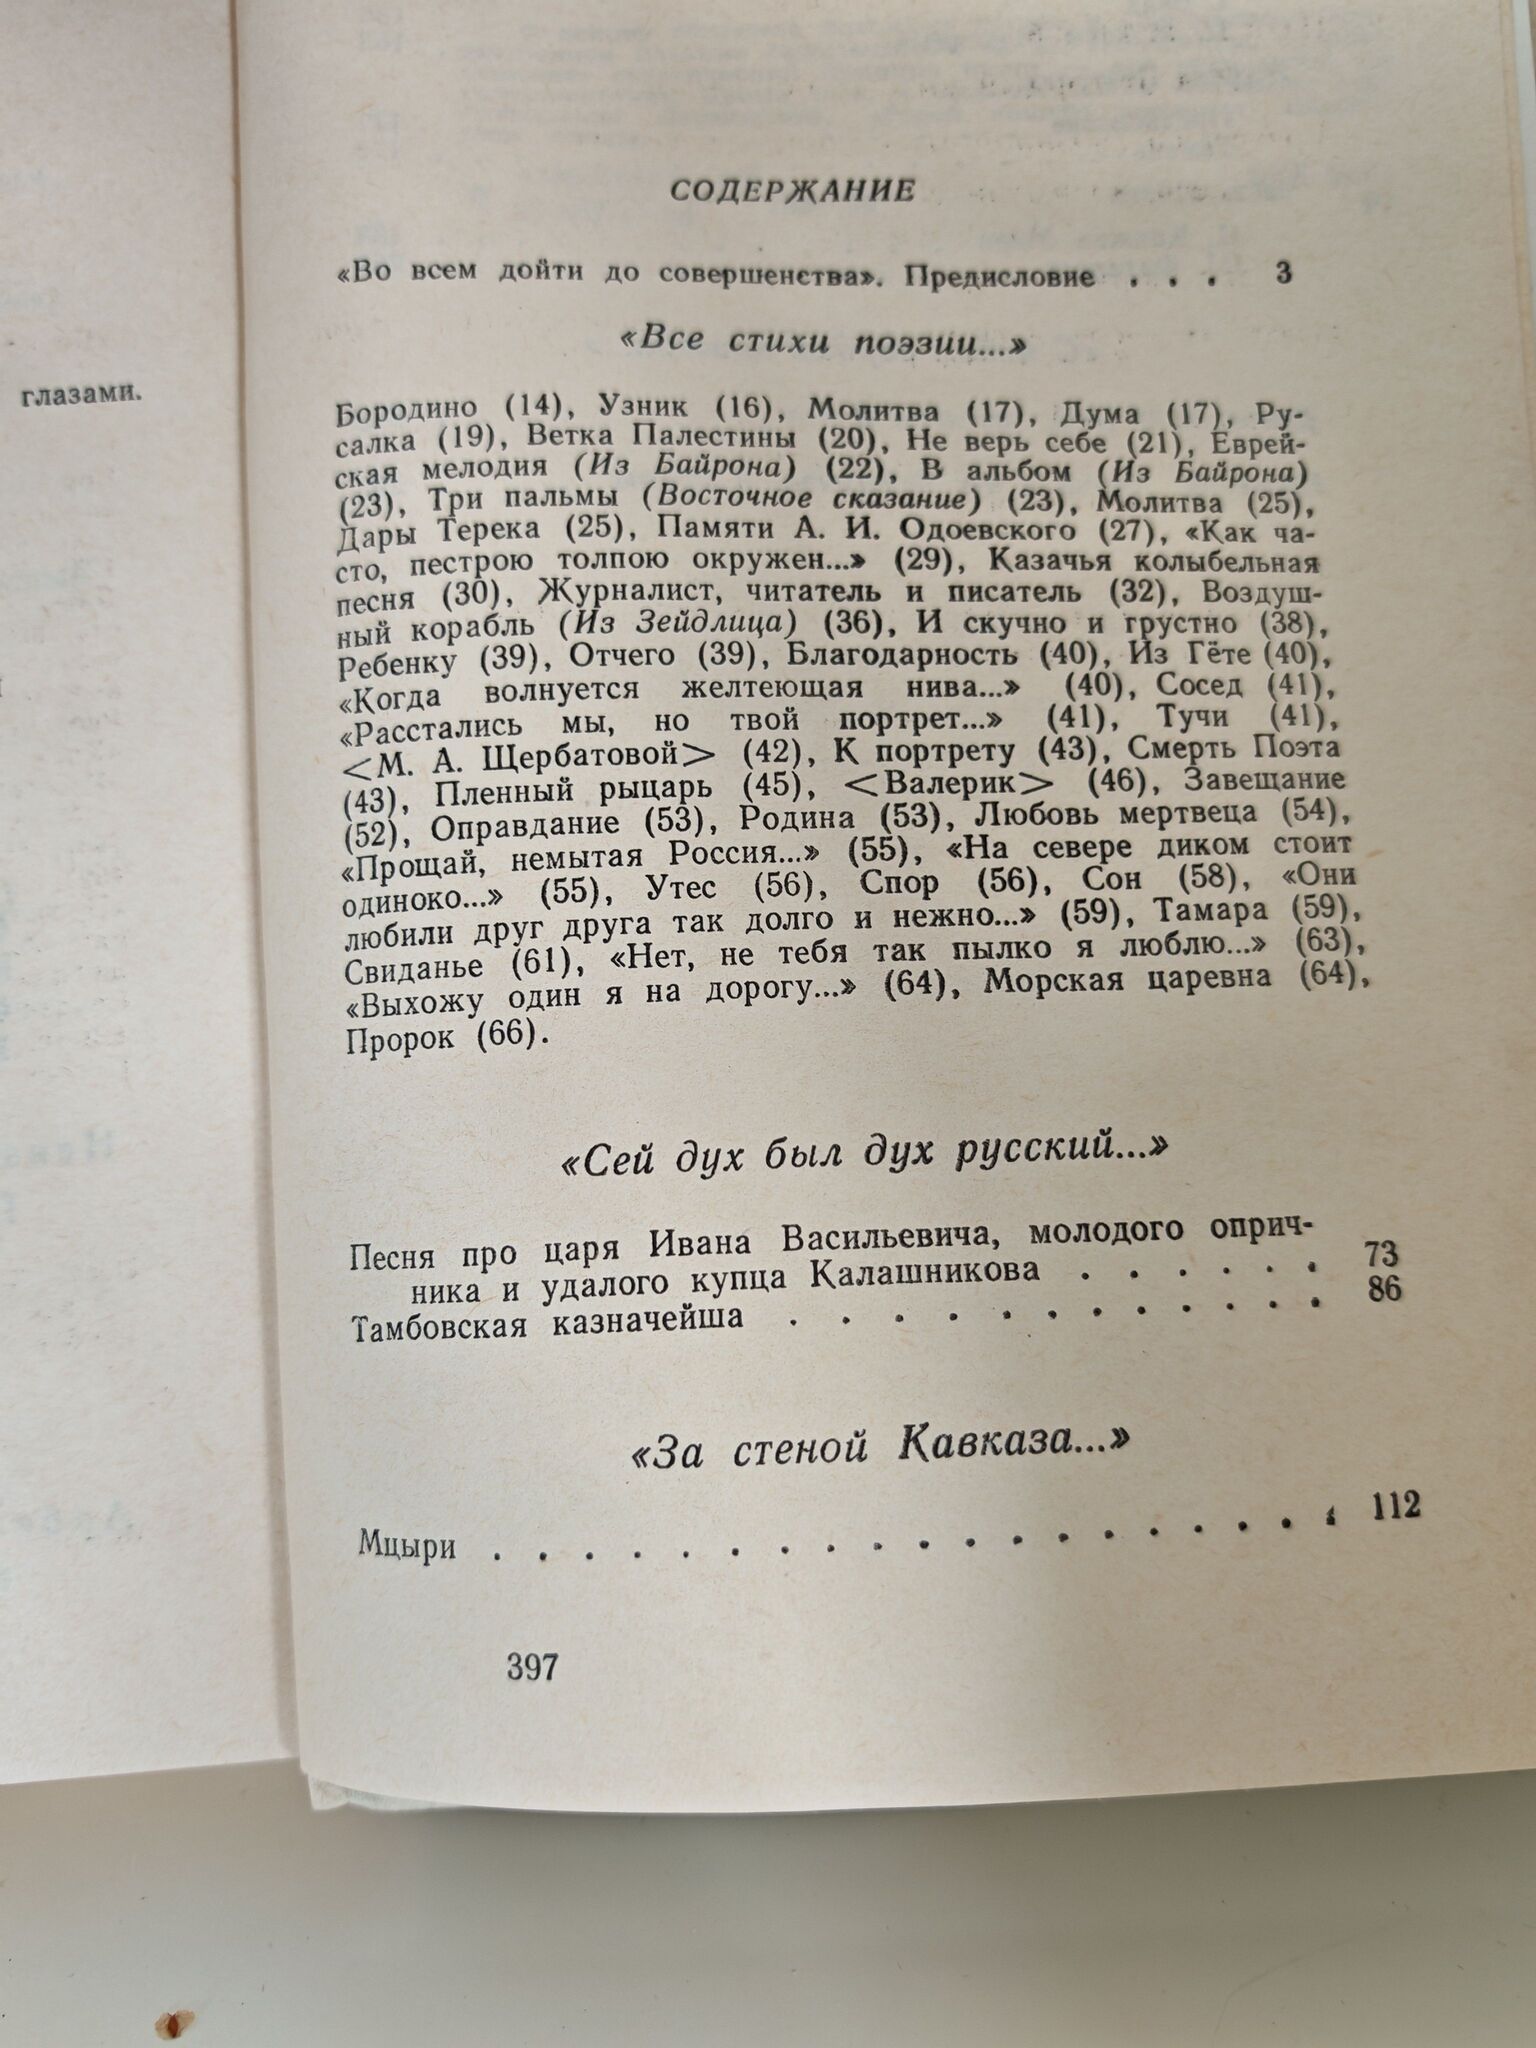 глазами.
СОДЕРЖАНИЕ
«Во всем дойти до совершенства». Предисловие . . . 3
«Все стихи поэзии...»
Бородино (14), Узник (16), Молитва (17), Дума (17), Ру-
салка (19), Ветка Палестины (20), Не верь себе (21), Еврей-
ская мелодия (Из Байрона) (22), В альбом (Из Байрона)
(23), Три пальмы (Восточное сказание) (23), Молитва (25),
Дары Терека (25), Памяти А. И. Одоевского (27), «Как ча-
сто, пестрою толпою окружен...» (29), Казачья колыбельная
песня (30), Журналист, читатель и писатель (32), Воздуш-
ный корабль (Из Зейдлица) (36), И скучно и грустно (38),
Ребенку (39), Отчего (39), Благодарность (40), Из Гёте (40),
«Когда волнуется желтеющая нива...» (40), Сосед (41),
«Расстались мы, но твой портрет...» (41), Тучи (41),
<М. А. Щербатовой> (42), К портрету (43), Смерть Поэта
(43), Пленный рыцарь (45), <Валерик> (46), Завещание
(52), Оправдание (53), Родина (53), Любовь мертвеца (54),
«Прощай, немытая Россия...» (55), «На севере диком стоит
одиноко...» (55), Утес (56), Спор (56), Сон (58), «Они
любили друг друга так долго и нежно...» (59), Тамара (59),
Свиданье (61), «Нет, не тебя так пылко я люблю...» (63),
«Выхожу один я на дорогу...» (64), Морская царевна (64),
Пророк (66).
«Сей дух был дух русский...»
Песня про царя Ивана Васильевича, молодого оприч-
ника и удалого купца Калашникова . . . . . . 73
Тамбовская казначейша . . . . . . . . . . . 86
«За стеной Кавказа...»
Мцыри . . . . . . . . . . . . . . . . . . . 112
397